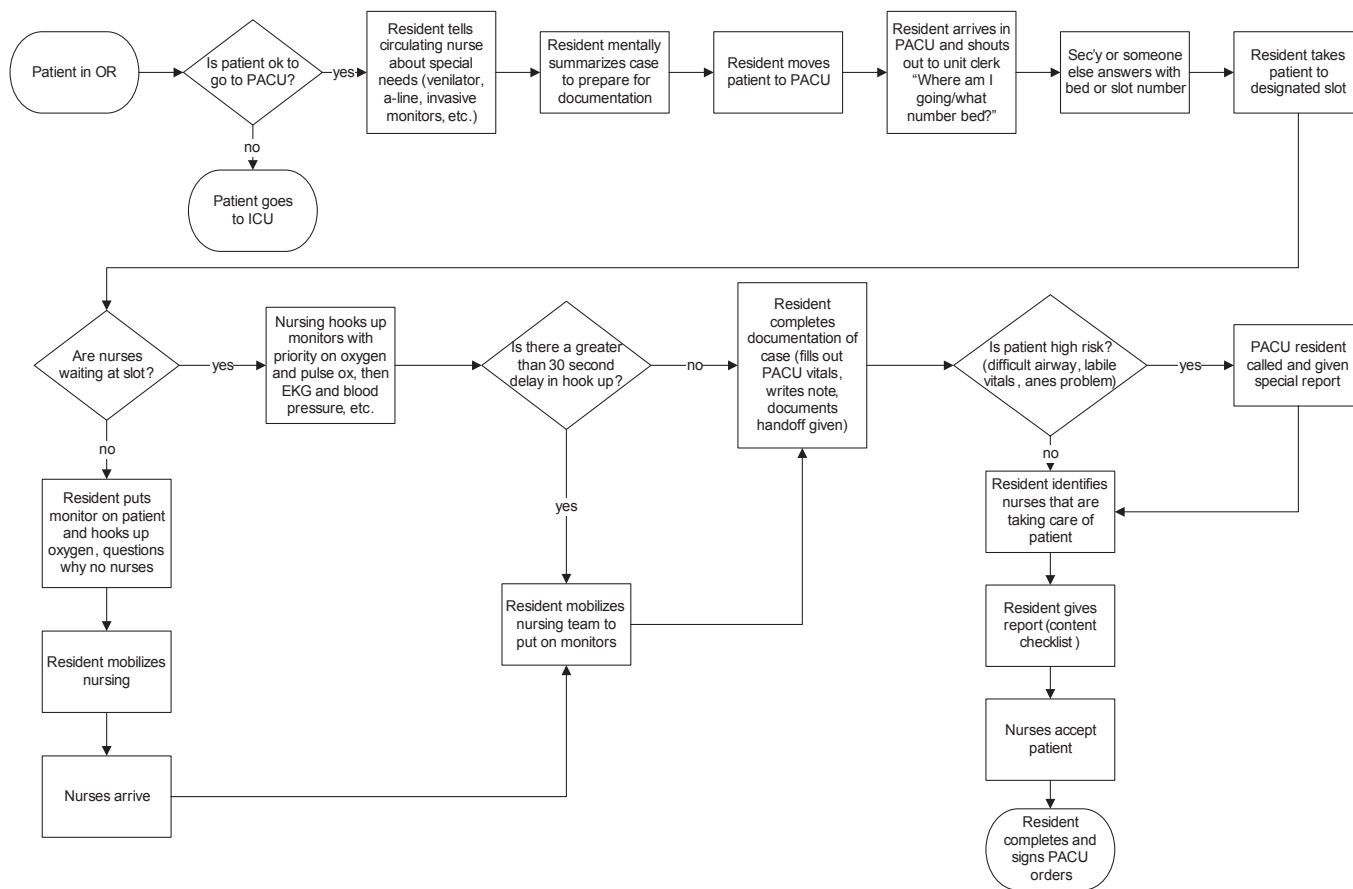 Patient in OR
Is patient ok to
go to PACU?
yes
no
Patient goes
to ICU
Resident tells
circulating nurse
about special
needs (venilator,
a-line, invasive
monitors, etc.)
Resident mentally
summarizes case
to prepare for
documentation
Resident moves
patient to PACU
Resident arrives in
PACU and shouts
out to unit clerk
“Where am I
going/what
number bed?”
Sec’y or someone
else answers with
bed or slot number
Resident takes
patient to
designated slot
Are nurses
waiting at slot?
yes
no
Nursing hooks up
monitors with
priority on oxygen
and pulse ox, then
EKG and blood
pressure, etc.
Is there a greater
than 30 second
delay in hook up?
no
yes
Resident
completes
documentation of
case (fills out
PACU vitals,
writes note,
documents
handoff given)
Is patient high risk?
(difficult airway, labile
vitals, anes problem)
yes
no
PACU resident
called and given
special report
Resident puts
monitor on patient
and hooks up
oxygen, questions
why no nurses
Resident mobilizes
nursing
Nurses arrive
Resident mobilizes
nursing team to
put on monitors
Resident identifies
nurses that are
taking care of
patient
Resident gives
report (content
checklist)
Nurses accept
patient
Resident
completes and
signs PACU
orders